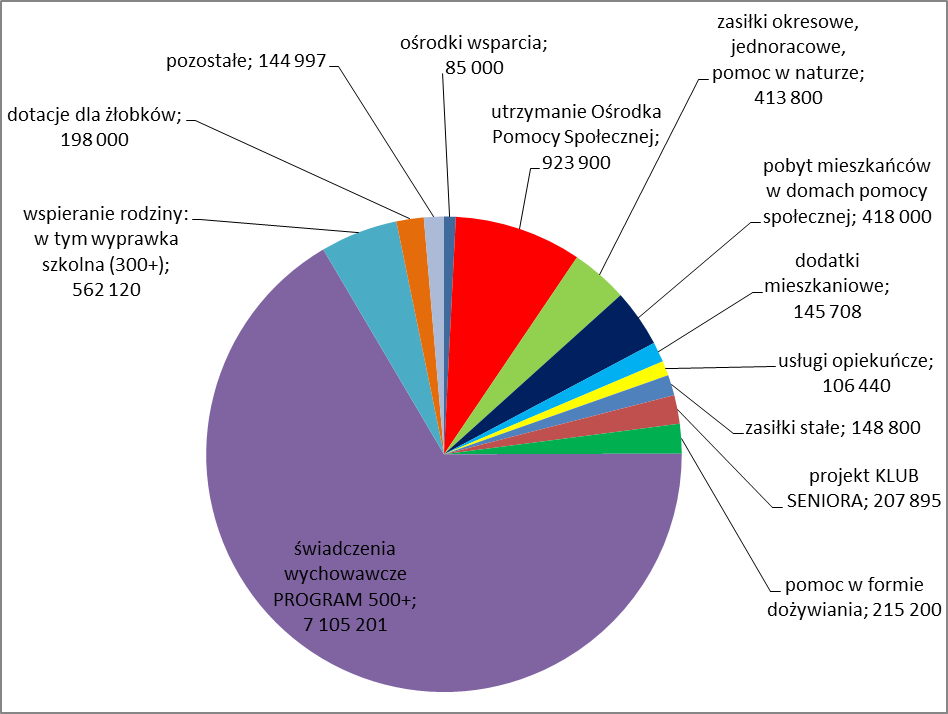 ośrodki wsparcia;
85 000
utrzymanie Ośrodka
Pomocy Społecznej;
923 900
zasiłki okresowe,
jednoracowe,
pomoc w naturze;
413 800
pobyt mieszkańców
w domach pomocy
społecznej; 418 000
dodatki
mieszkaniowe;
145 708
usługi opiekuńcze;
106 440
zasiłki stałe; 148 800
projekt KLUB
SENIORA; 207 895
pomoc w formie
dożywiania; 215 200
świadczenia
wychowawcze
PROGRAM 500+;
7 105 201
wspieranie rodziny:
w tym wyprawka
szkolna (300+);
562 120
dotacje dla żłobków;
198 000
pozostałe; 144 997